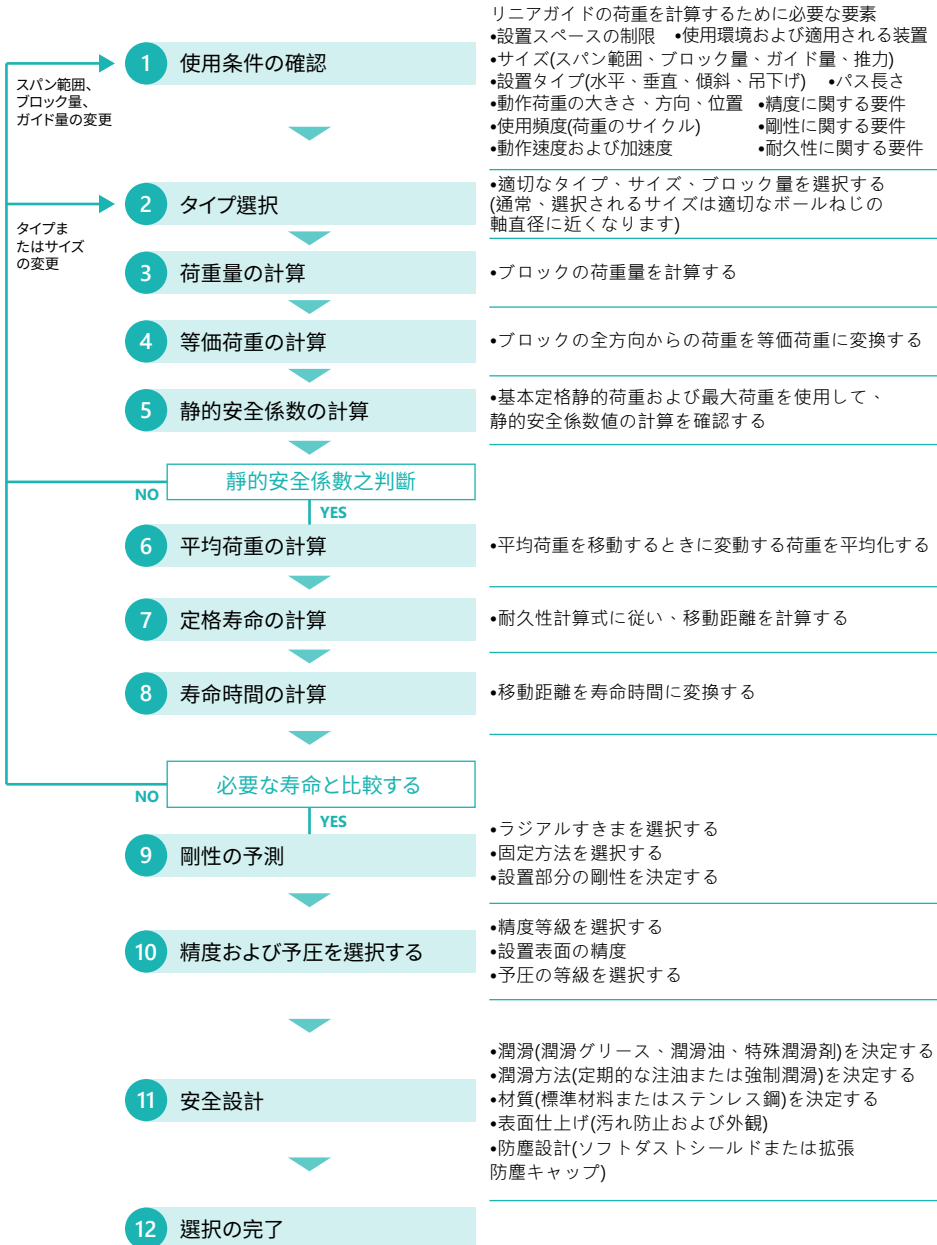 リニアガイドの荷重を計算するために必要な要素
•設置スペースの制限 •使用環境および適用される装置
1 使用条件の確認
•サイズ(スパン範囲、ブロック量、ガイド量、推力)
スパン範囲、
ブロック量、
ガイド量の変更
•設置タイプ(水平、垂直、傾斜、吊下げ) •パス長さ
•動作荷重の大きさ、方向、位置 •精度に関する要件
•使用頻度(荷重のサイクル) •剛性に関する要件
•動作速度および加速度 •耐久性に関する要件
2 タイプ選択
•適切なタイプ、サイズ、ブロック量を選択する
(通常、選択されるサイズは適切なボールねじの
軸直径に近くなります)
タイプま
たはサイズ
の変更
3 荷重量の計算
•ブロックの荷重量を計算する
4 等価荷重の計算
•ブロックの全方向からの荷重を等価荷重に変換する
5 静的安全係数の計算
•基本定格静的荷重および最大荷重を使用して、
静的安全係数値の計算を確認する
靜的安全係數之判斷
NO
YES
6 平均荷重の計算
•平均荷重を移動するときに変動する荷重を平均化する
7 定格寿命の計算
•耐久性計算式に従い、移動距離を計算する
8 寿命時間の計算
•移動距離を寿命時間に変換する
必要な寿命と比較する
NO
YES
9 剛性の予測
•ラジアルすきまを選択する
•固定方法を選択する
•設置部分の剛性を決定する
10 精度および予圧を選択する
•精度等級を選択する
•設置表面の精度
•予圧の等級を選択する
11 安全設計
•潤滑(潤滑グリース、潤滑油、特殊潤滑剤)を決定する
•潤滑方法(定期的な注油または強制潤滑)を決定する
•材質(標準材料またはステンレス鋼)を決定する
•表面仕上げ(汚れ防止および外観)
•防塵設計(ソフトダストシールドまたは拡張
防塵キャップ)
12 選択の完了